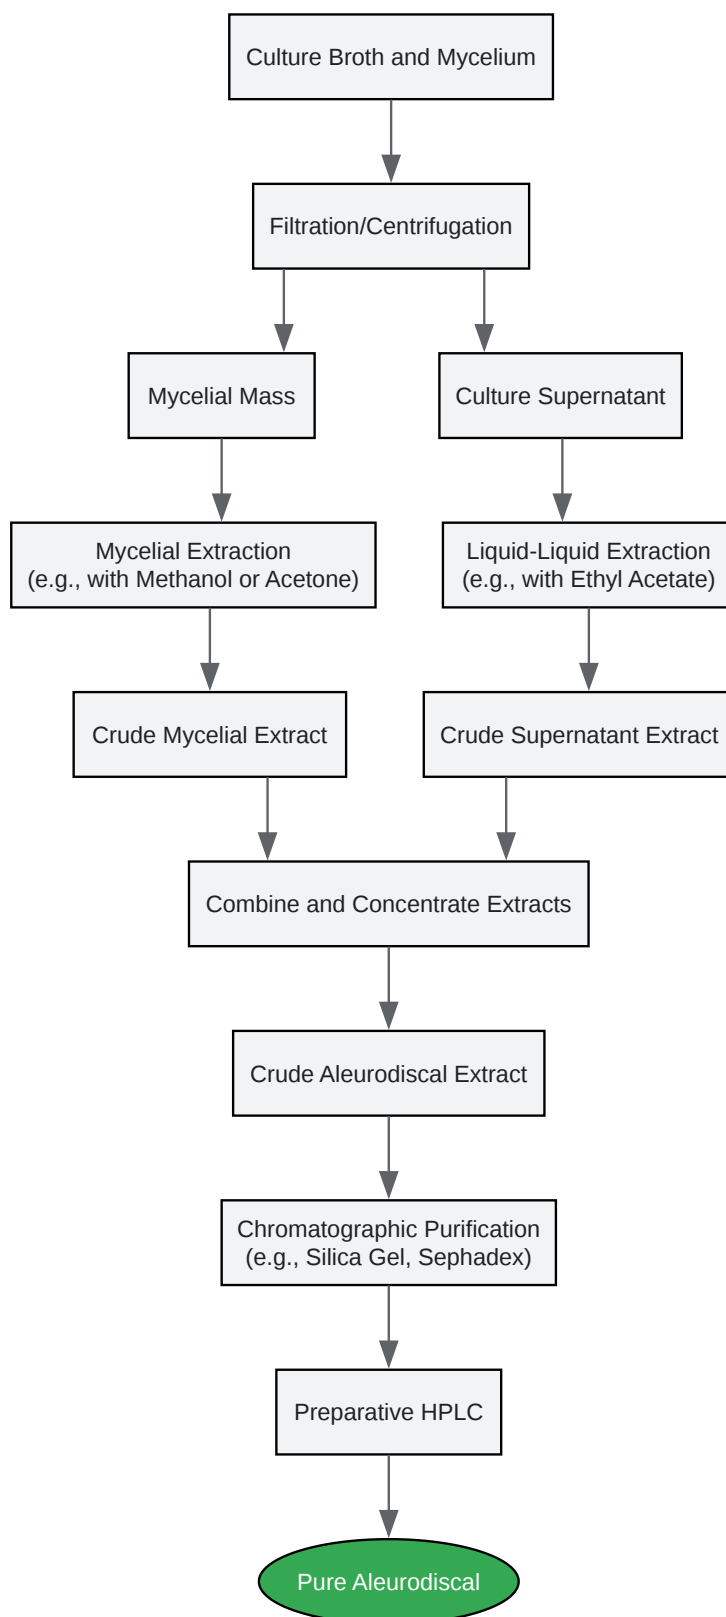 Culture Broth and Mycelium
Filtration/Centrifugation
Mycelial Mass
Culture Supernatant
Mycelial Extraction
(e.g., with Methanol or Acetone)
Liquid-Liquid Extraction
(e.g., with Ethyl Acetate)
Crude Mycelial Extract
Crude Supernatant Extract
Combine and Concentrate Extracts
Crude Aleurodiscal Extract
Chromatographic Purification
(e.g., Silica Gel, Sephadex)
Preparative HPLC
Pure Aleurodiscal